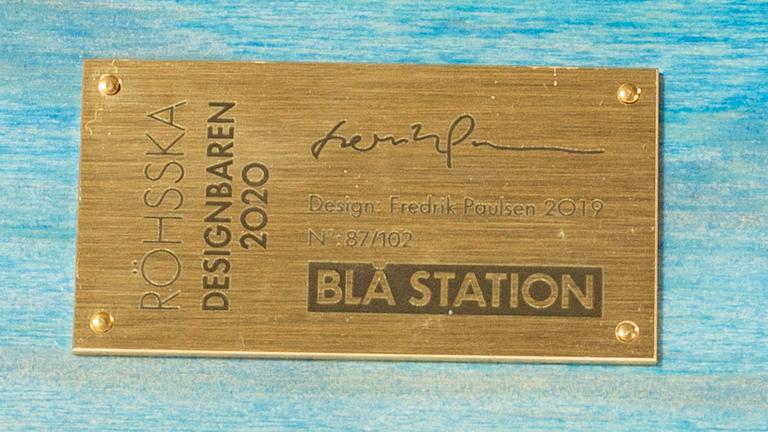 RÖHSSKA
DESIGNBAREN
2020
Design: Fredrik Paulsen 2019
N°: 87/102
BLÅ STATION